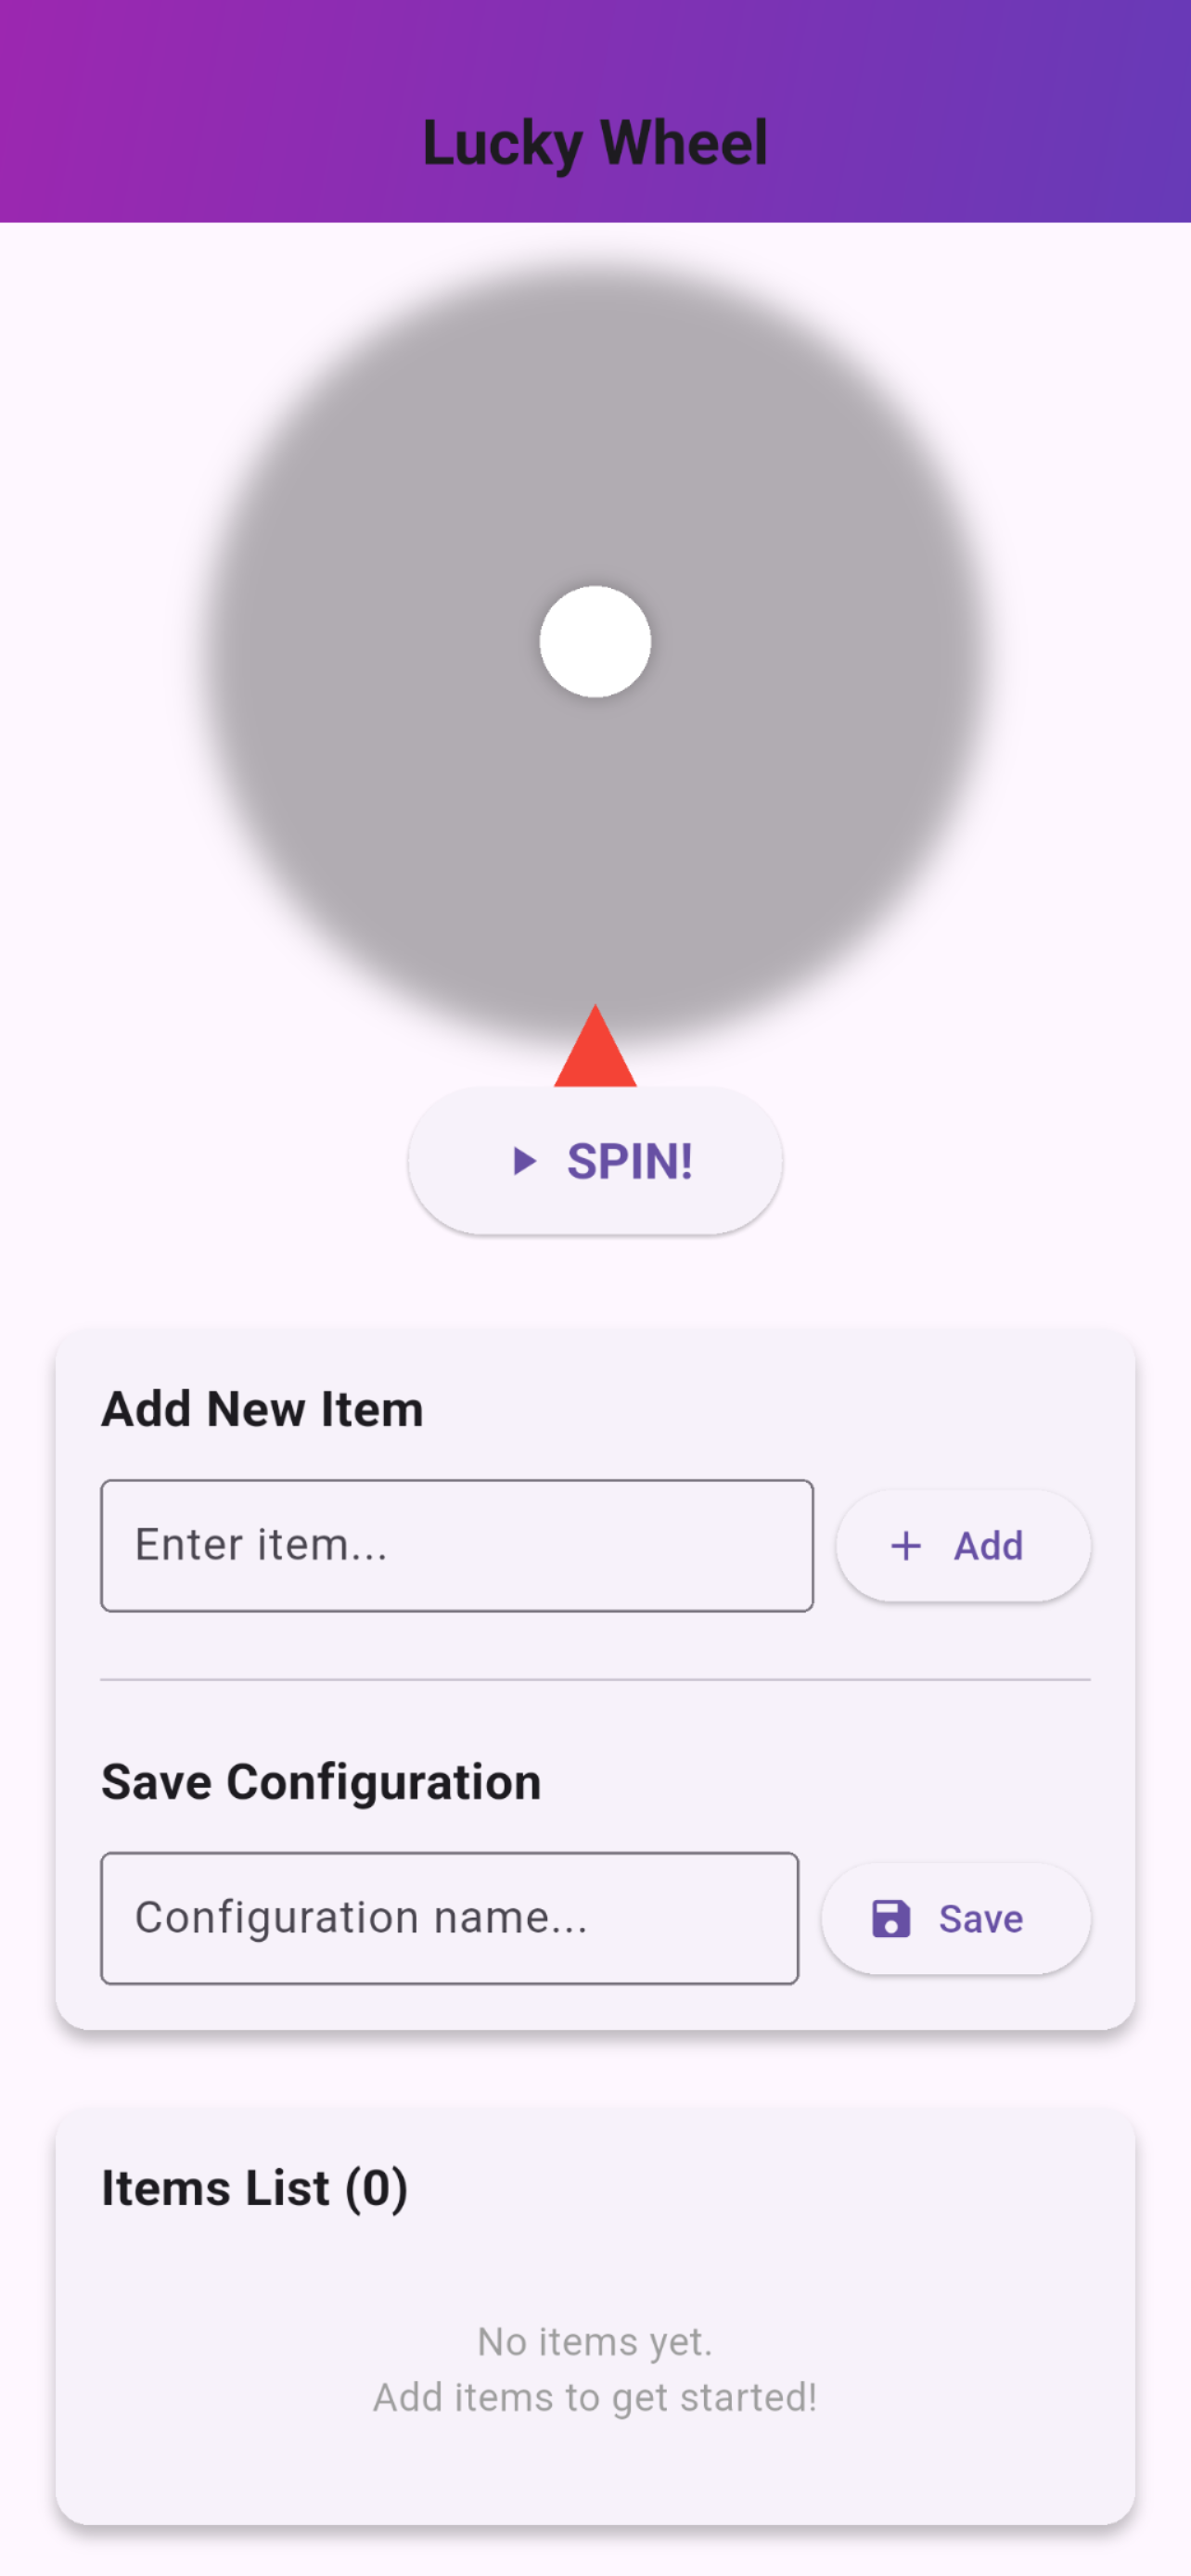 Lucky Wheel
SPIN!
Add New Item
Enter item...
Add
Save Configuration
Configuration name...
Save
Items List (0)
No items yet.
Add items to get started!